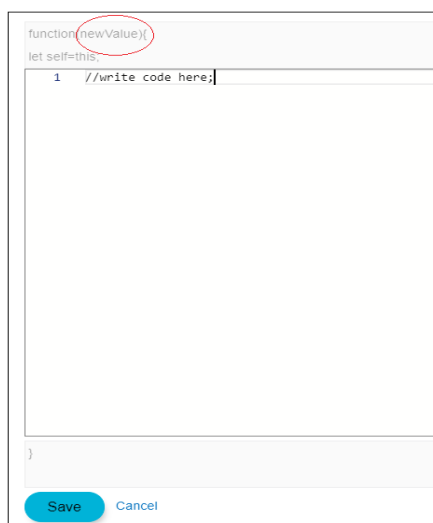 function(newValue){
let self=this;
1 //write code here;
}
Save Cancel